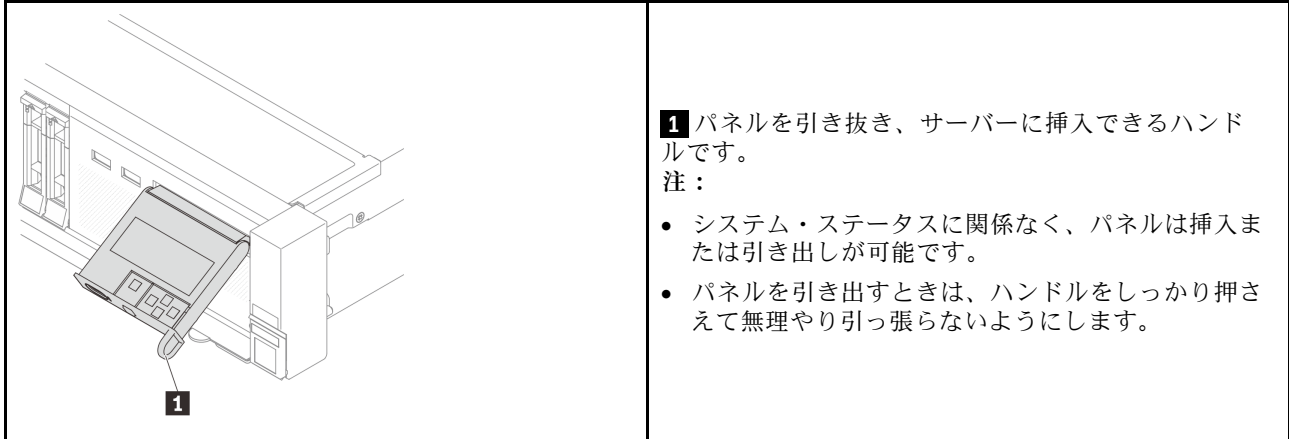 1 パネルを引き抜き、サーバーに挿入できるハンド
ルです。
注：
• システム・ステータスに関係なく、パネルは挿入ま
たは引き出しが可能です。
• パネルを引き出すときは、ハンドルをしっかり押さ
えて無理やり引っ張らないようにします。
1